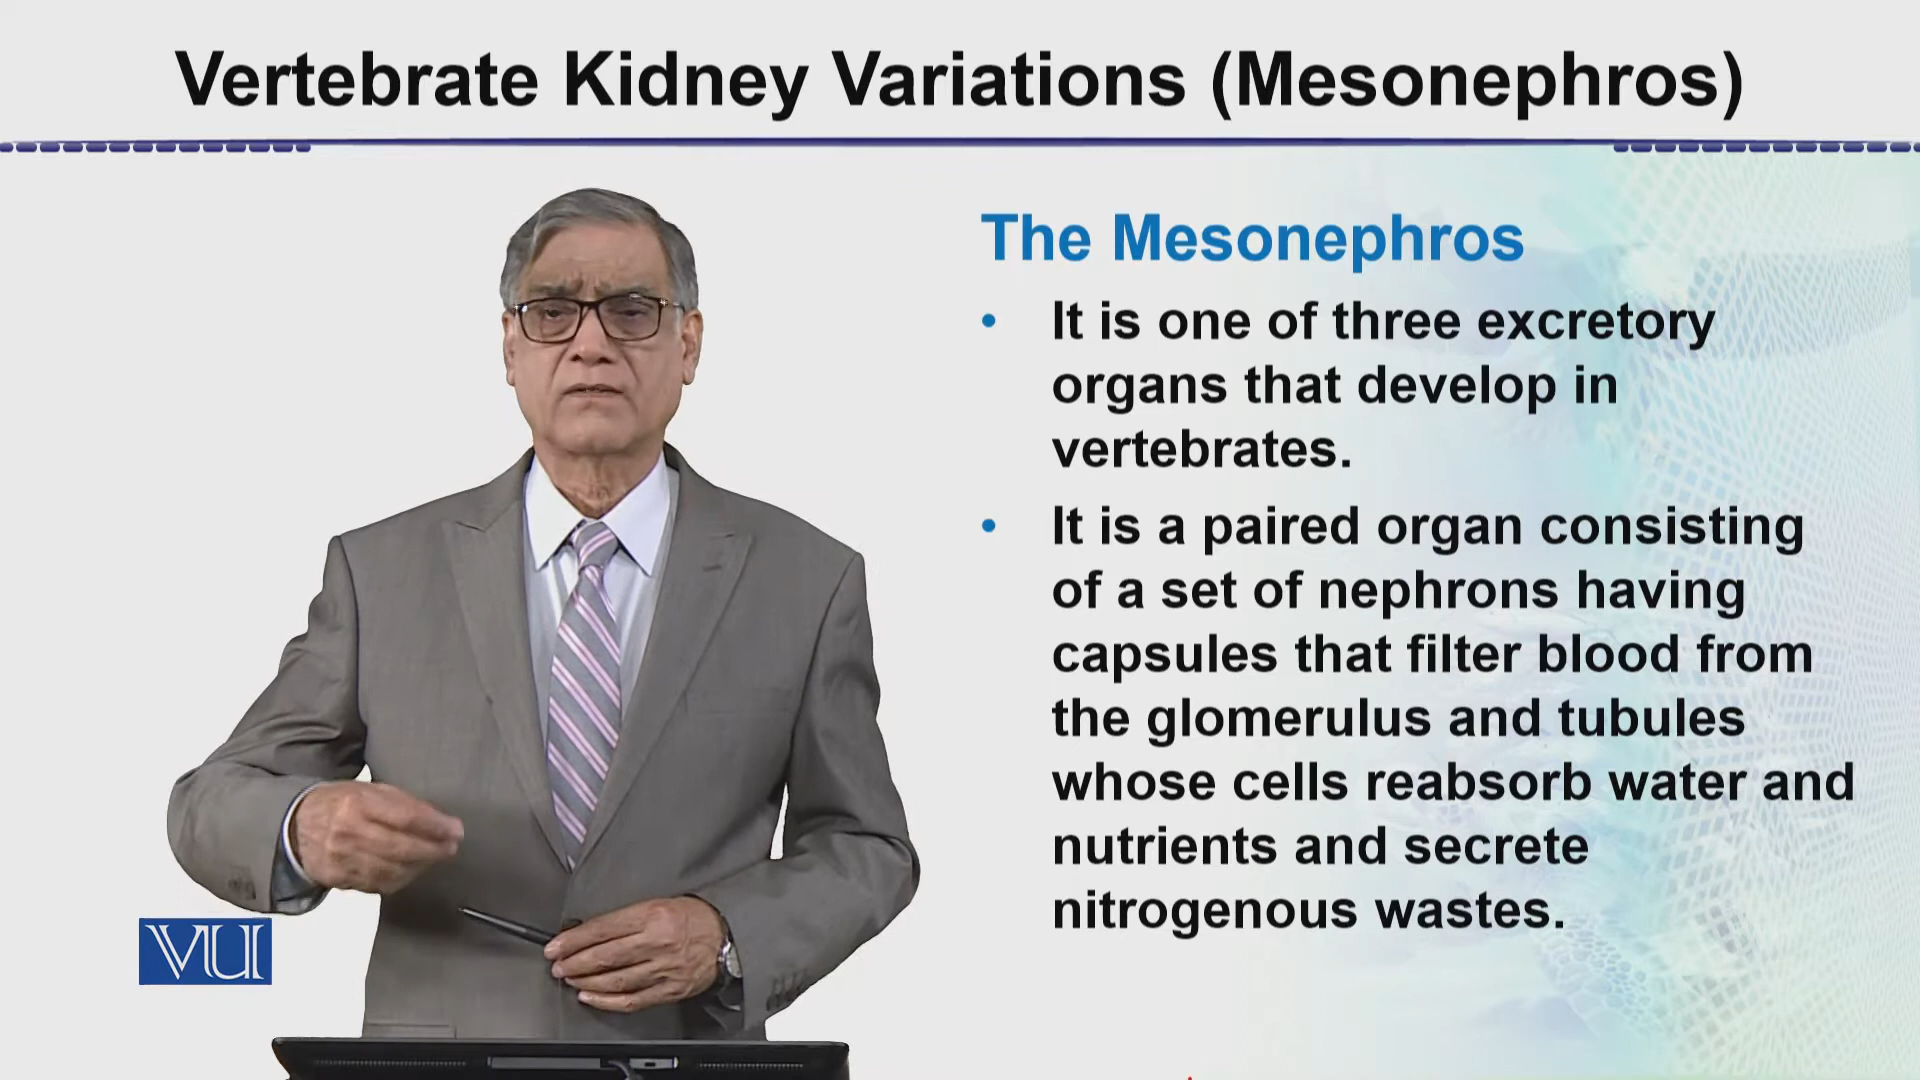 Vertebrate Kidney Variations (Mesonephros)
The Mesonephros
• It is one of three excretory
organs that develop in
vertebrates.
• It is a paired organ consisting
of a set of nephrons having
capsules that filter blood from
the glomerulus and tubules
whose cells reabsorb water and
nutrients and secrete
nitrogenous wastes.
VU